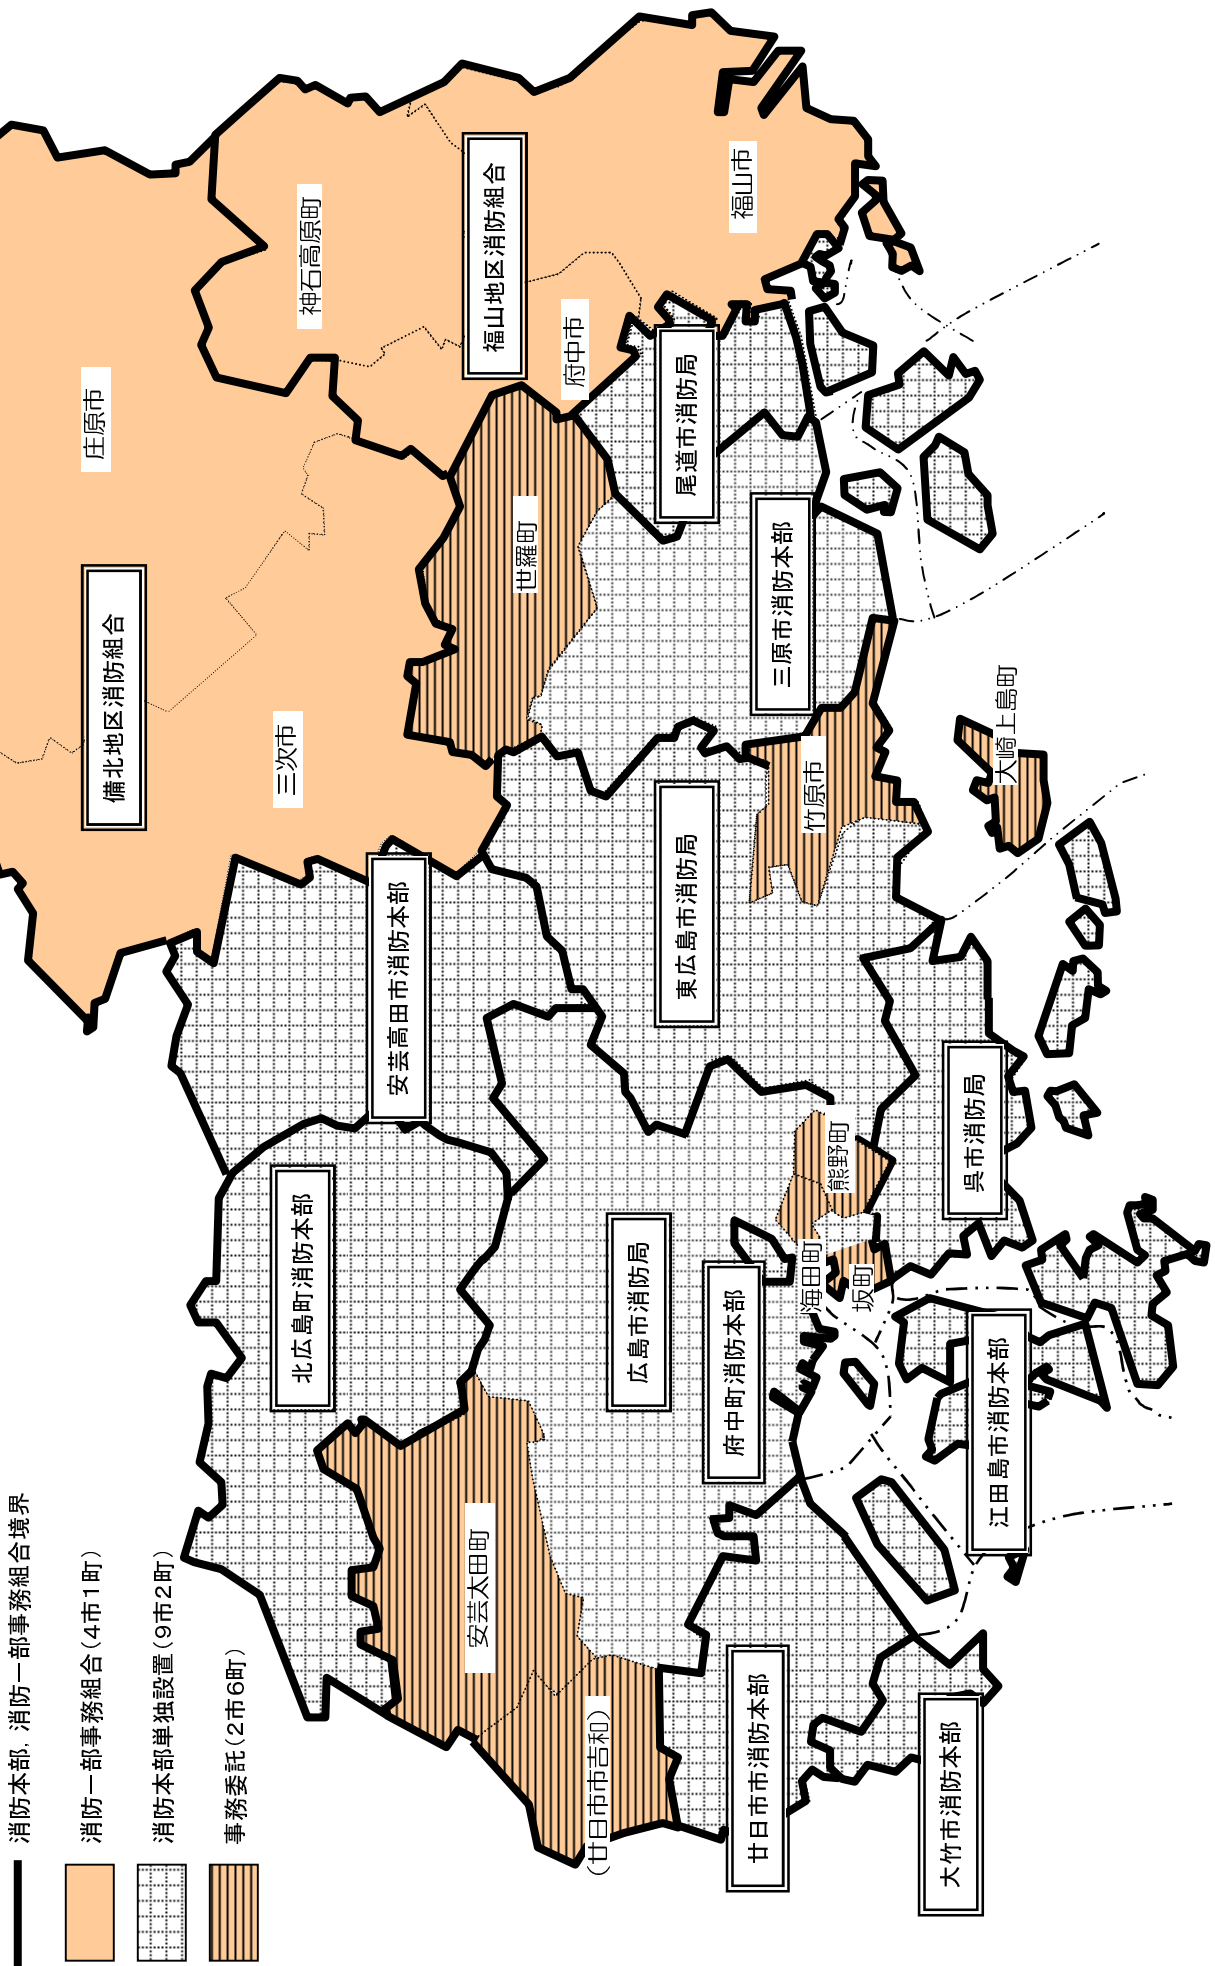 消防本部，消防一部事務組合境界
消防一部事務組合（4市1町）
消防本部単独設置（9市2町）
事務委託（2市6町）
庄原市
備北地区消防組合
三次市
神石高原町
福山地区消防組合
府中市
福山市
世羅町
尾道市消防局
三原市消防本部
竹原市
大崎上島町
安芸高田市消防本部
東広島市消防局
北広島町消防本部
広島市消防局
府中町消防本部
熊野町
海田町
坂町
呉市消防局
江田島市消防本部
安芸太田町
（廿日市市吉和）
廿日市市消防本部
大竹市消防本部